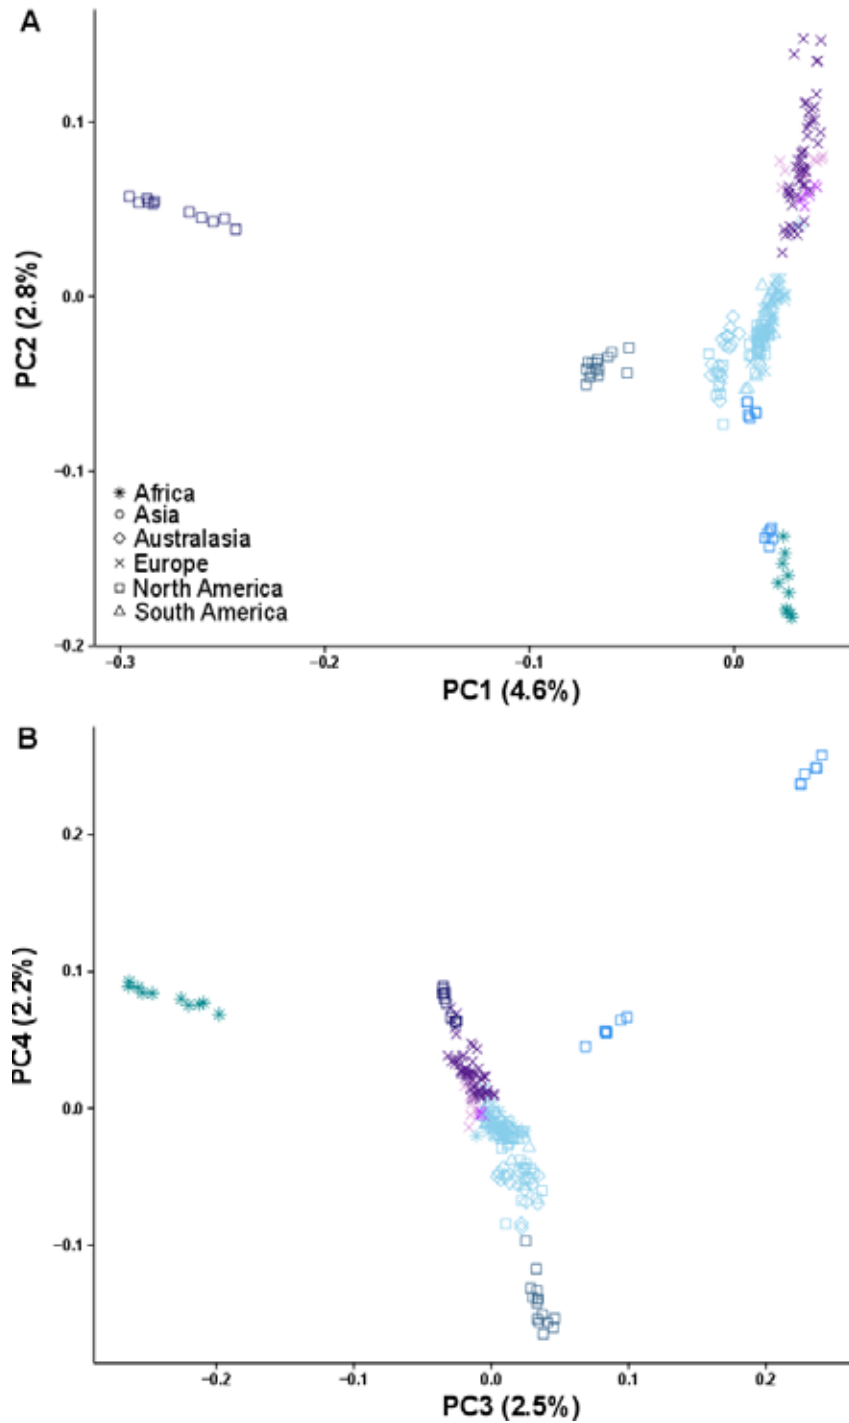 A
0.1
0.0
−0.1
−0.2
PC2 (2.8%)
Africa
Asia
Australasia
Europe
North America
South America
−0.3
−0.2
−0.1
0.0
PC1 (4.6%)
B
0.2
0.1
0.0
−0.1
PC4 (2.2%)
−0.2
−0.1
0.0
0.1
0.2
PC3 (2.5%)